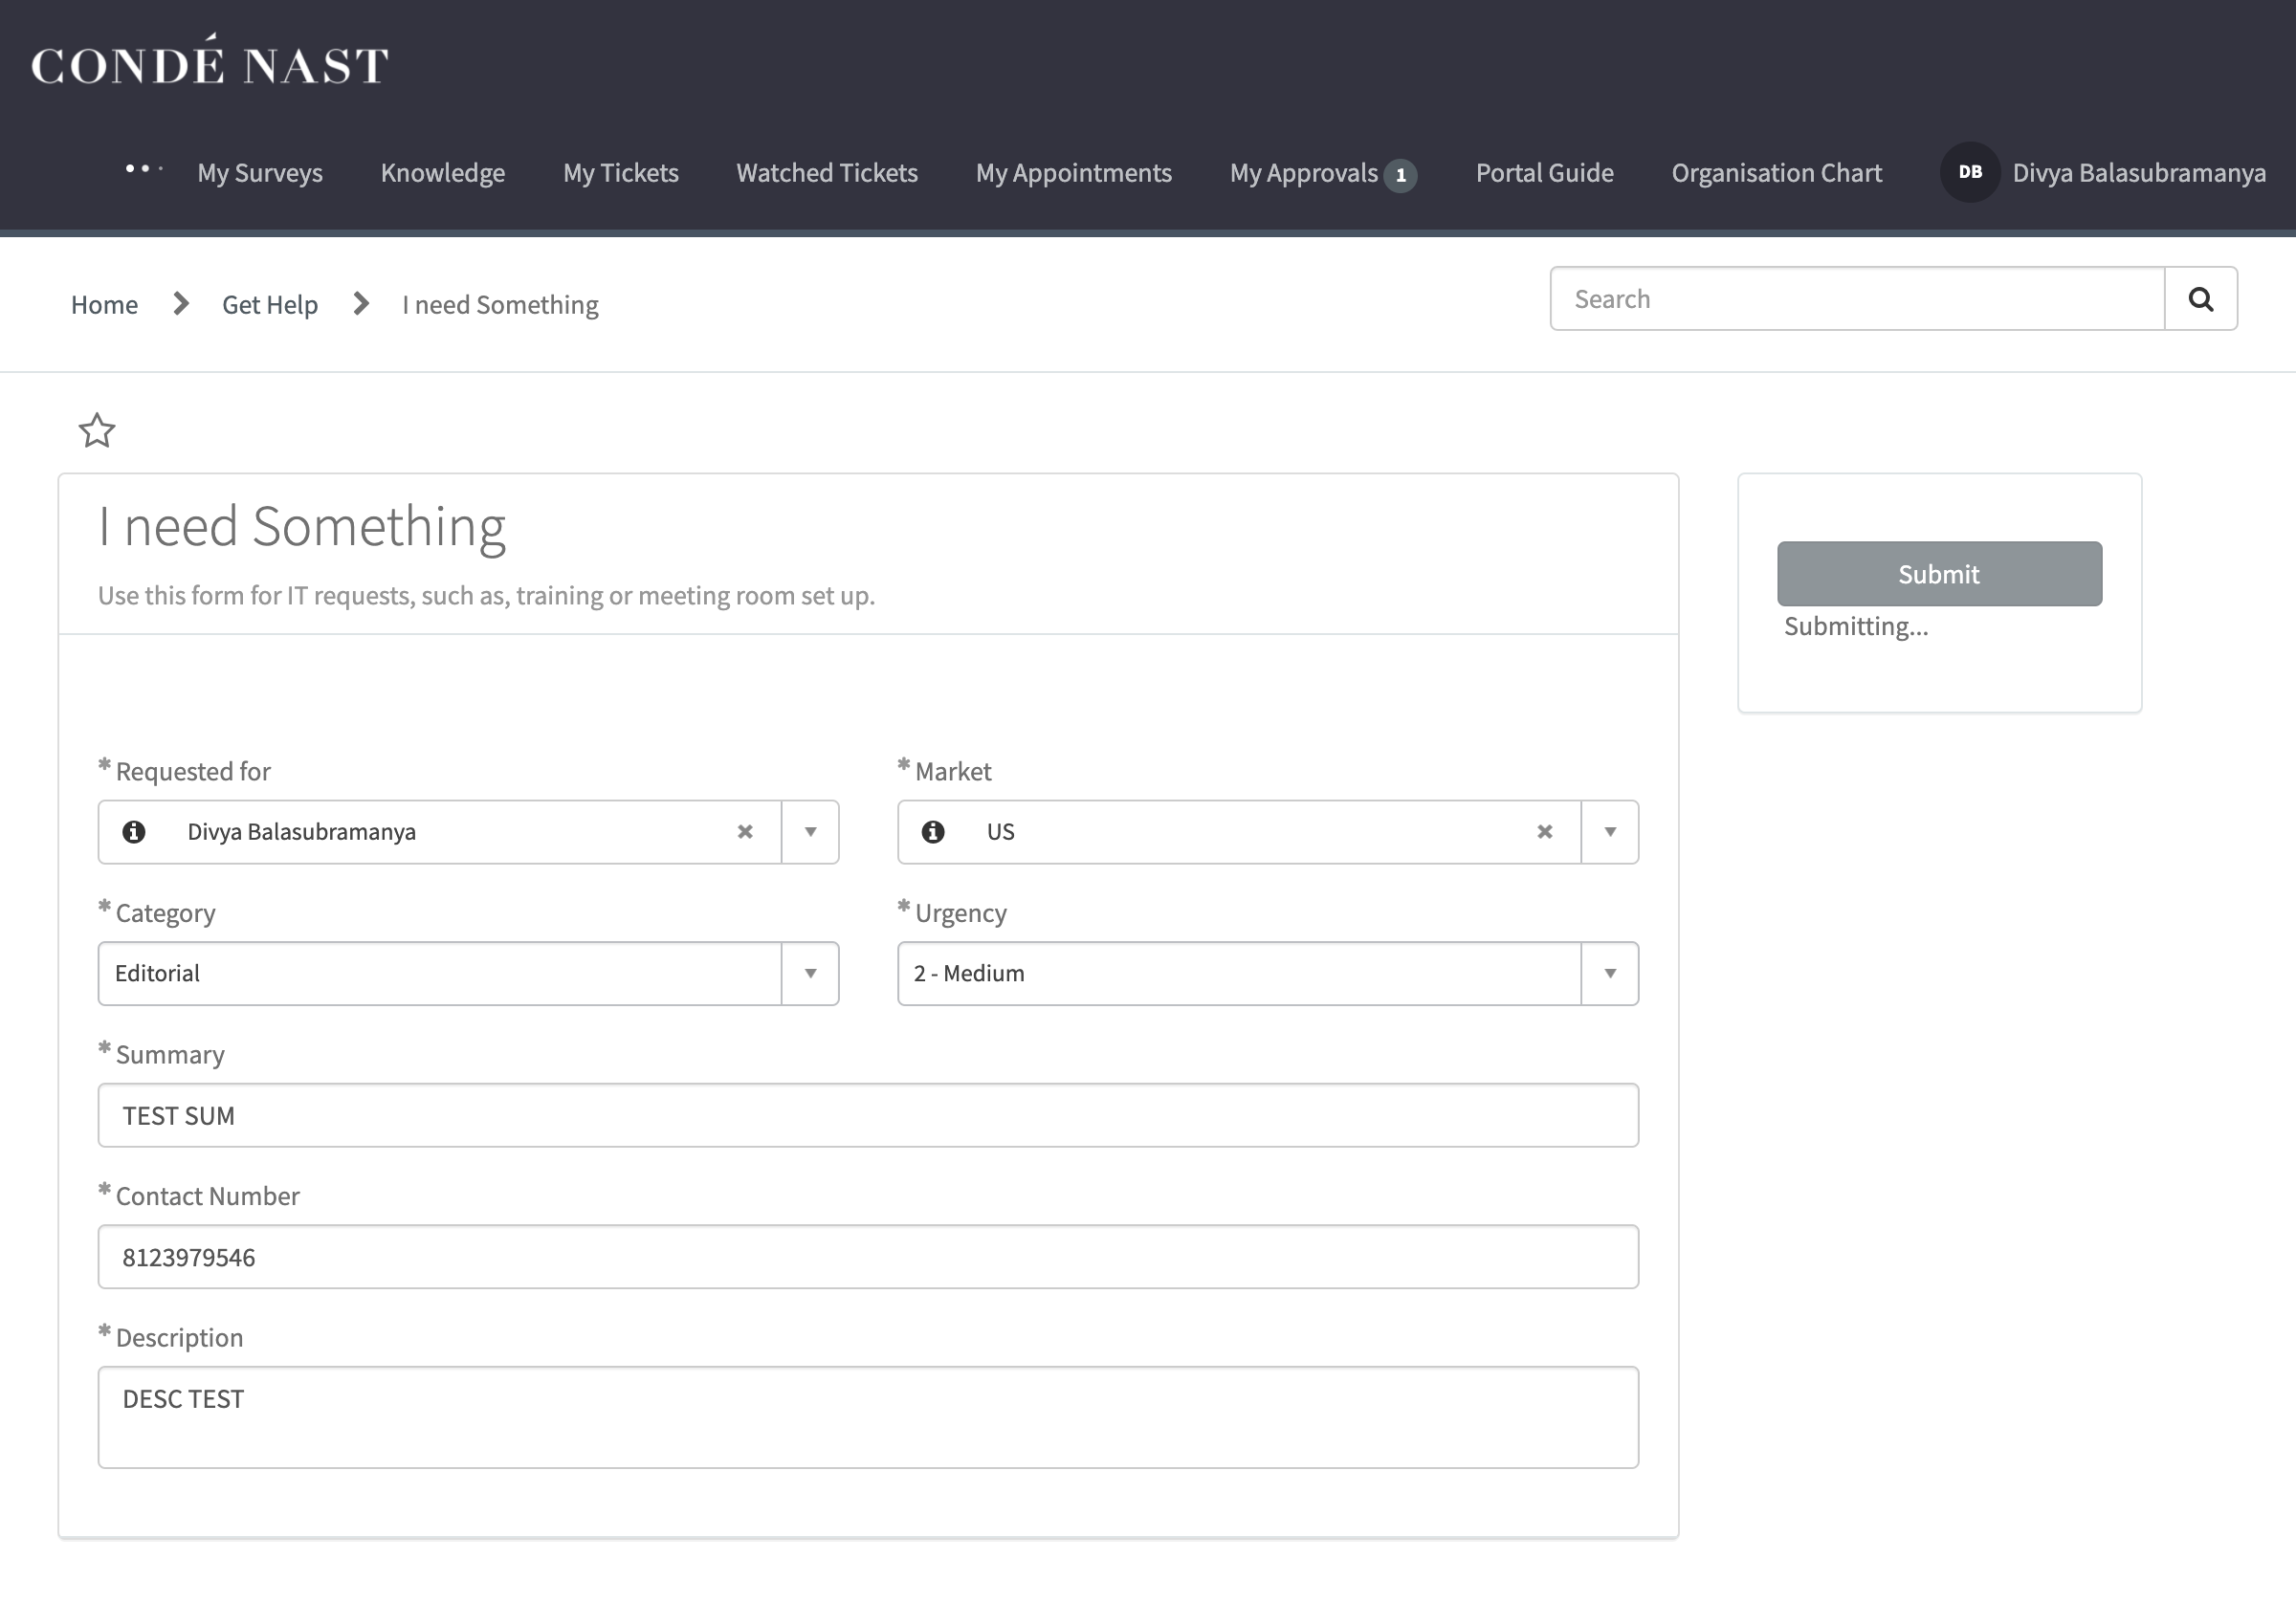 CONDÉ NAST
My Surveys Knowledge My Tickets Watched Tickets My Appointments My Approvals 1 Portal Guide Organisation Chart DB Divya Balasubramanya
Home Get Help I need Something
Search
I need Something
Use this form for IT requests, such as, training or meeting room set up.
Submit
Submitting...
* Requested for
Divya Balasubramanya
* Market
US
* Category
Editorial
* Urgency
2 - Medium
* Summary
TEST SUM
* Contact Number
8123979546
* Description
DESC TEST